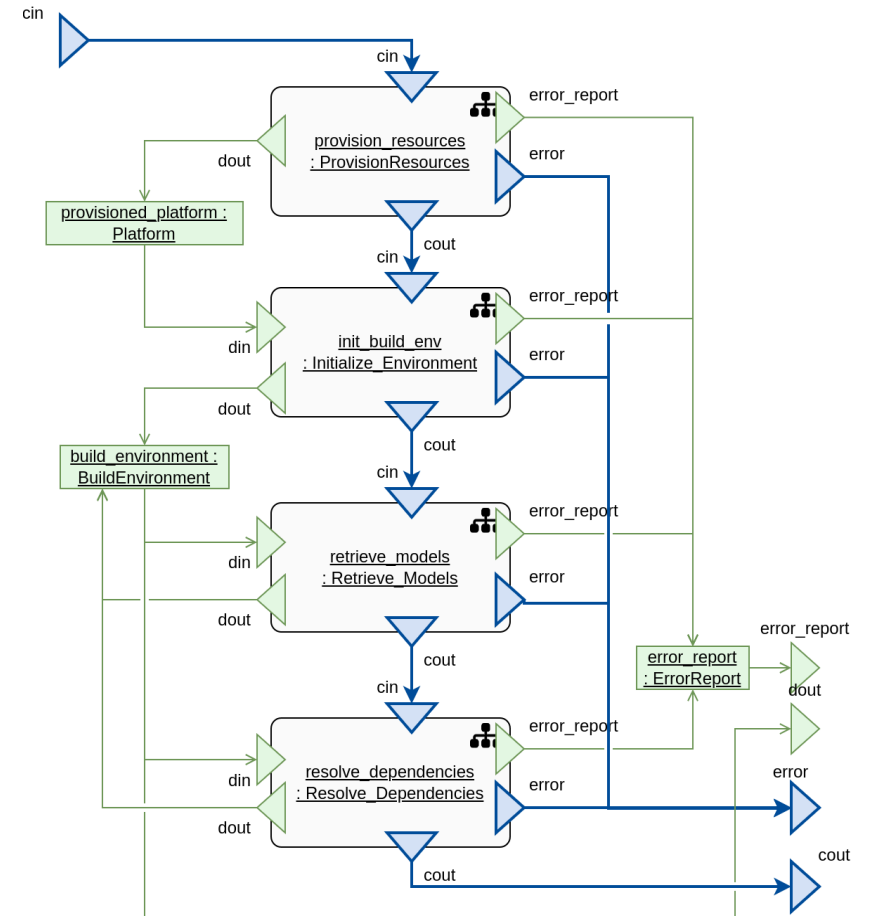 cin
cin
error_report
provision_resources
: ProvisionResources
error
dout
provisioned_platform :
Platform
cout
cin
error_report
init_build_env
: Initialize_Environment
din
error
dout
cout
build_environment :
BuildEnvironment
cin
error_report
retrieve_models
: Retrieve_Models
din
error
dout
error_report
error_report
: ErrorReport
cout
cin
dout
error_report
resolve_dependencies
: Resolve_Dependencies
din
error
error
dout
cout
cout